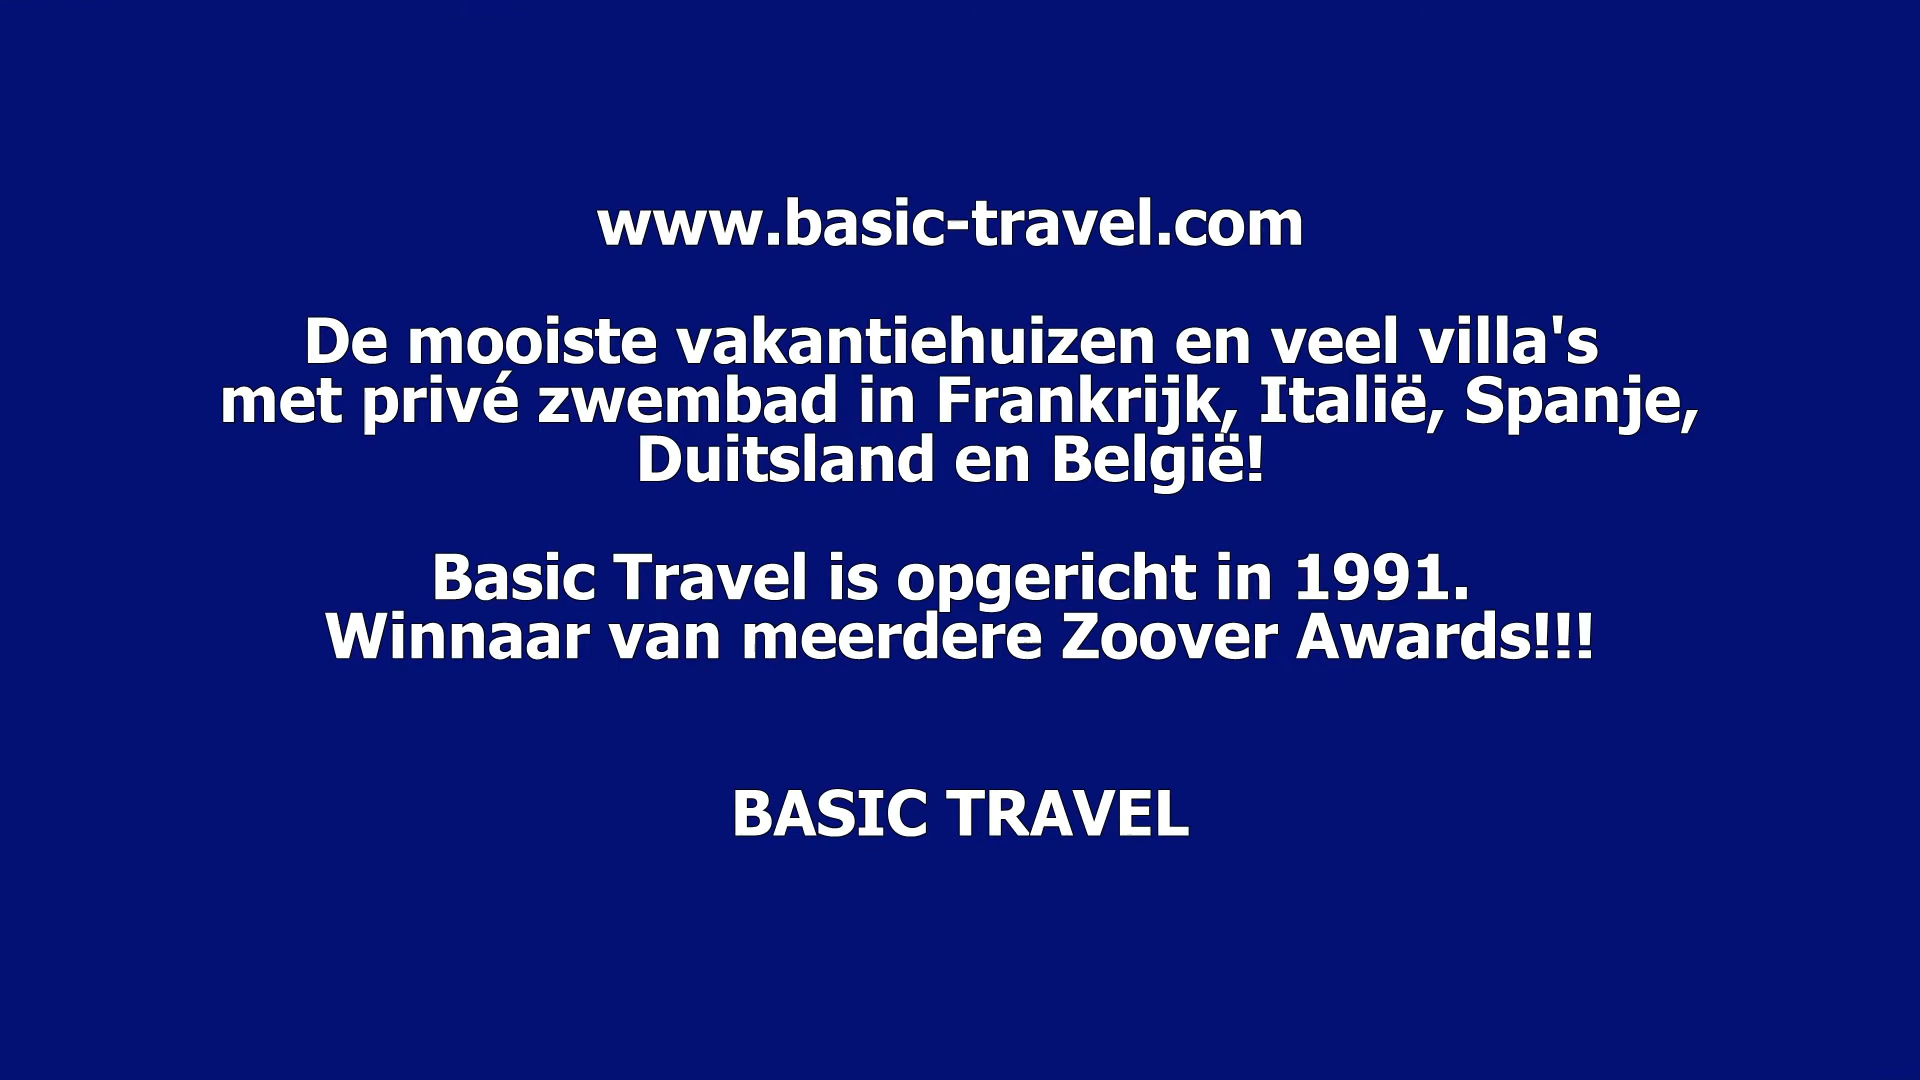 www.basic-travel.com
De mooiste vakantiehuizen en veel villa's
met privé zwembad in Frankrijk, Italië, Spanje,
Duitsland en België!
Basic Travel is opgericht in 1991.
Winnaar van meerdere Zoover Awards!!!
BASIC TRAVEL